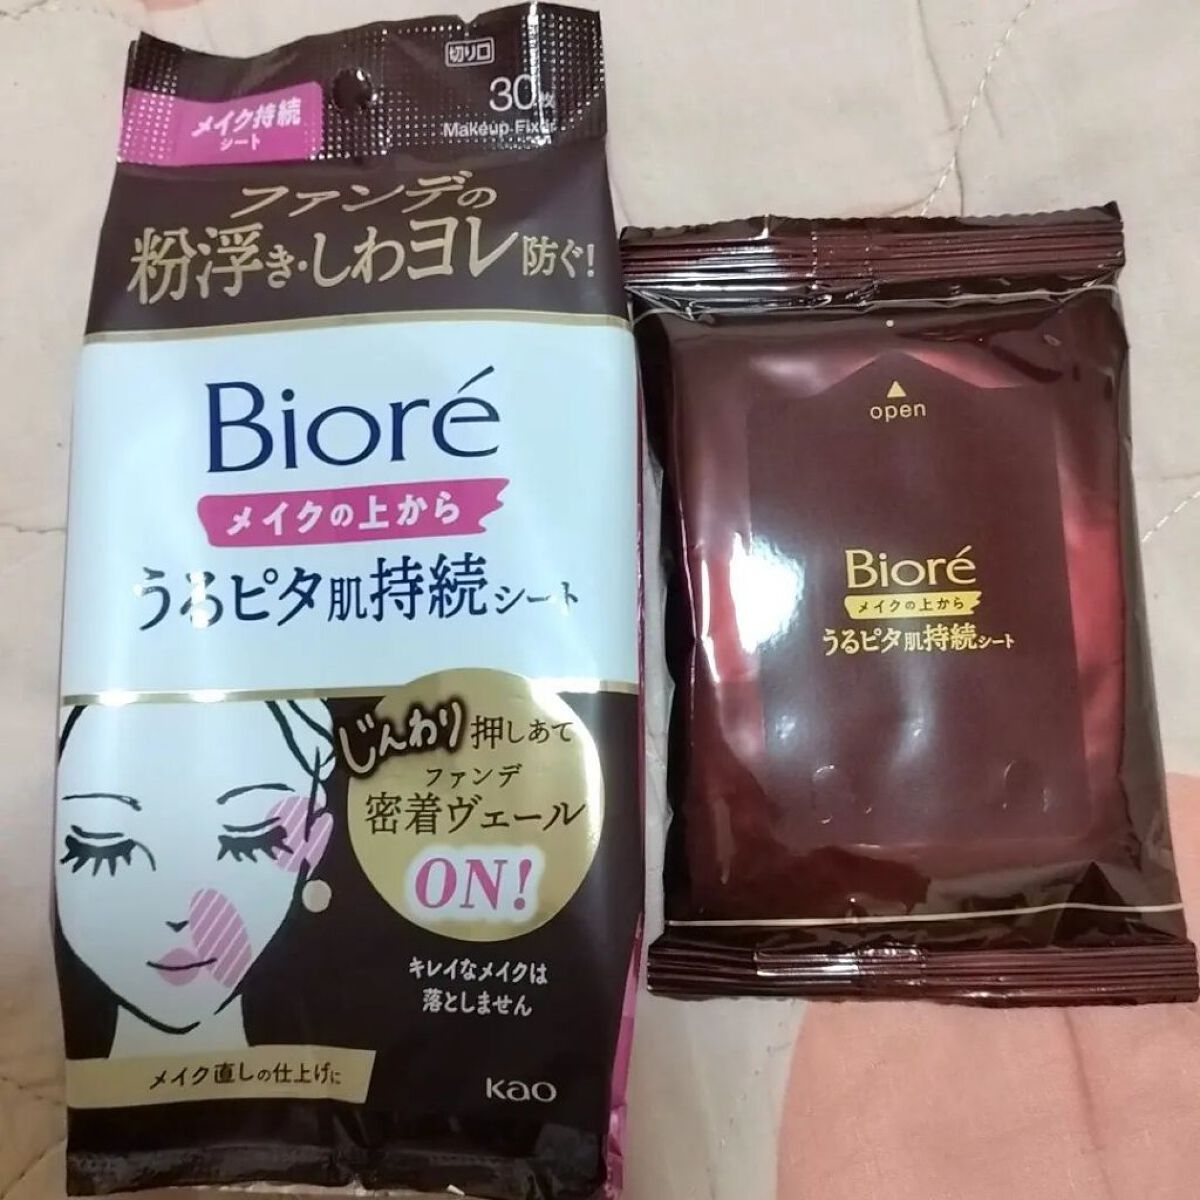 切り口
30枚
Makeup Fixer
メイク持続
シート
ファンデの
粉浮き・しわヨレ防ぐ!
Bioré
メイクの上から
うるピタ肌持続シート
じんわり押しあて
ファンデ
密着ヴェール
ON!
キレイなメイクは
落としません
メイク直しの仕上げに
Kao
open
Bioré
メイクの上から
うるピタ肌持続シート